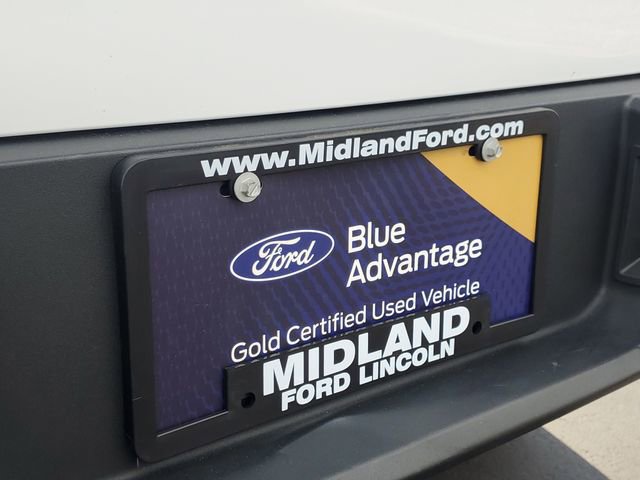 www.MidlandFord.com
Ford
Blue
Advantage
Gold Certified Used Vehicle
MIDLAND
FORD LINCOLN